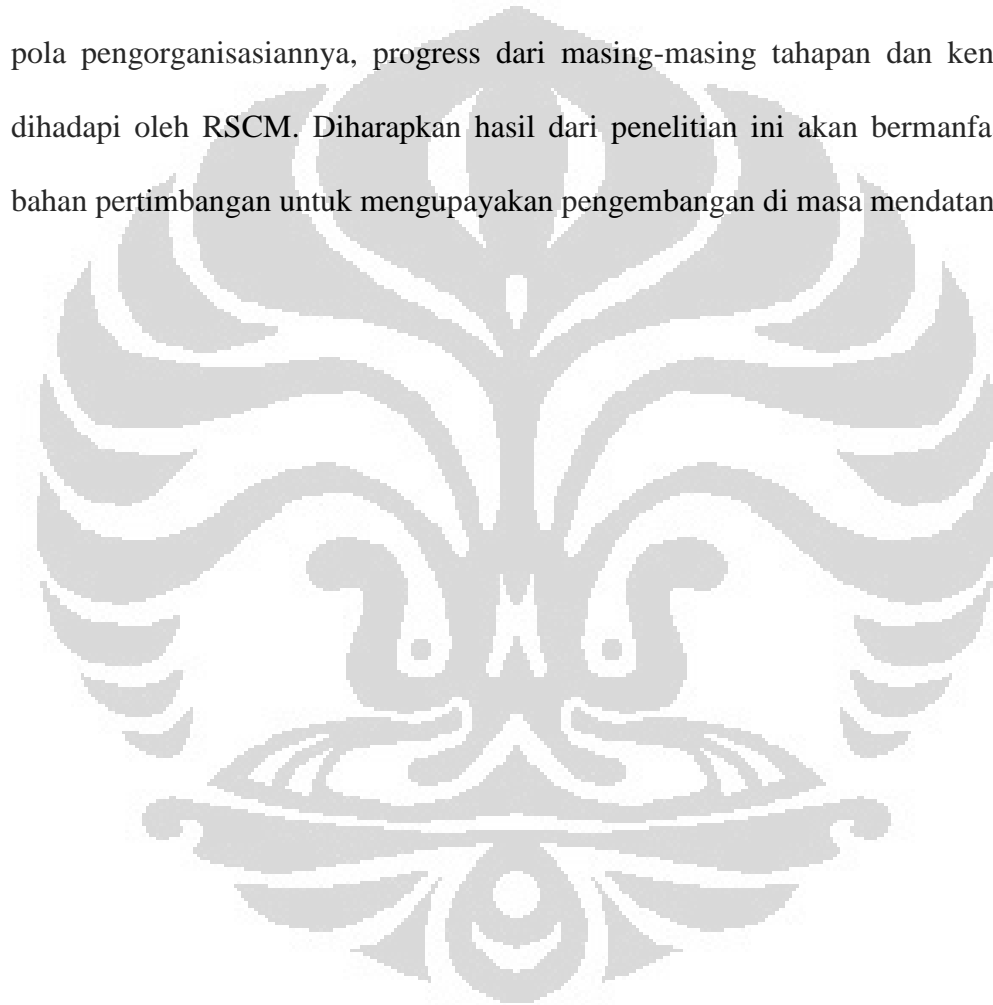 pola pengorganisasiannya, progress dari masing-masing tahapan dan ken
dihadapi oleh RSCM. Diharapkan hasil dari penelitian ini akan bermanfa
bahan pertimbangan untuk mengupayakan pengembangan di masa mendatan